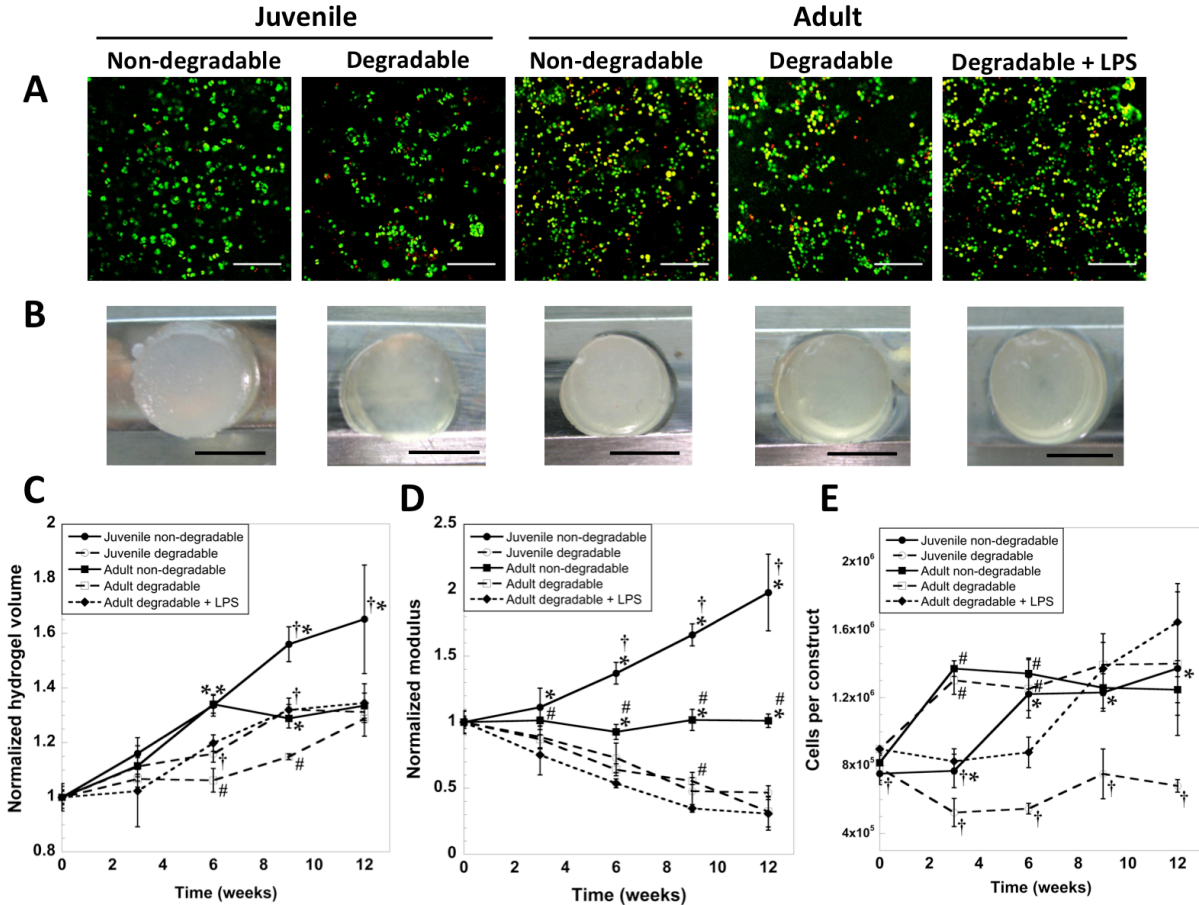 Juvenile Adult
Non-degradable Degradable Non-degradable Degradable Degradable + LPS
A
B
C
Normalized hydrogel volume
2
1.8
1.6
1.4
1.2
1
0.8
Juvenile non-degradable
Juvenile degradable
Adult non-degradable
Adult degradable
Adult degradable + LPS
†*
†*
**
†
*
†
#
#
0 2 4 6 8 10 12
Time (weeks)
D
Normalized modulus
2.5
2
1.5
1
0.5
0
Juvenile non-degradable
Juvenile degradable
Adult non-degradable
Adult degradable
Adult degradable + LPS
†
*
†
*
†
*
*
#
#
*
#
*
#
*
#
0 2 4 6 8 10 12
Time (weeks)
E
Cells per construct
2x10⁶
1.6x10⁶
1.2x10⁶
8x10⁵
4x10⁵
Juvenile non-degradable
Juvenile degradable
Adult non-degradable
Adult degradable
Adult degradable + LPS
#
#
#
#
*
*
*
†
†*
†
†
†
†
0 2 4 6 8 10 12
Time (weeks)